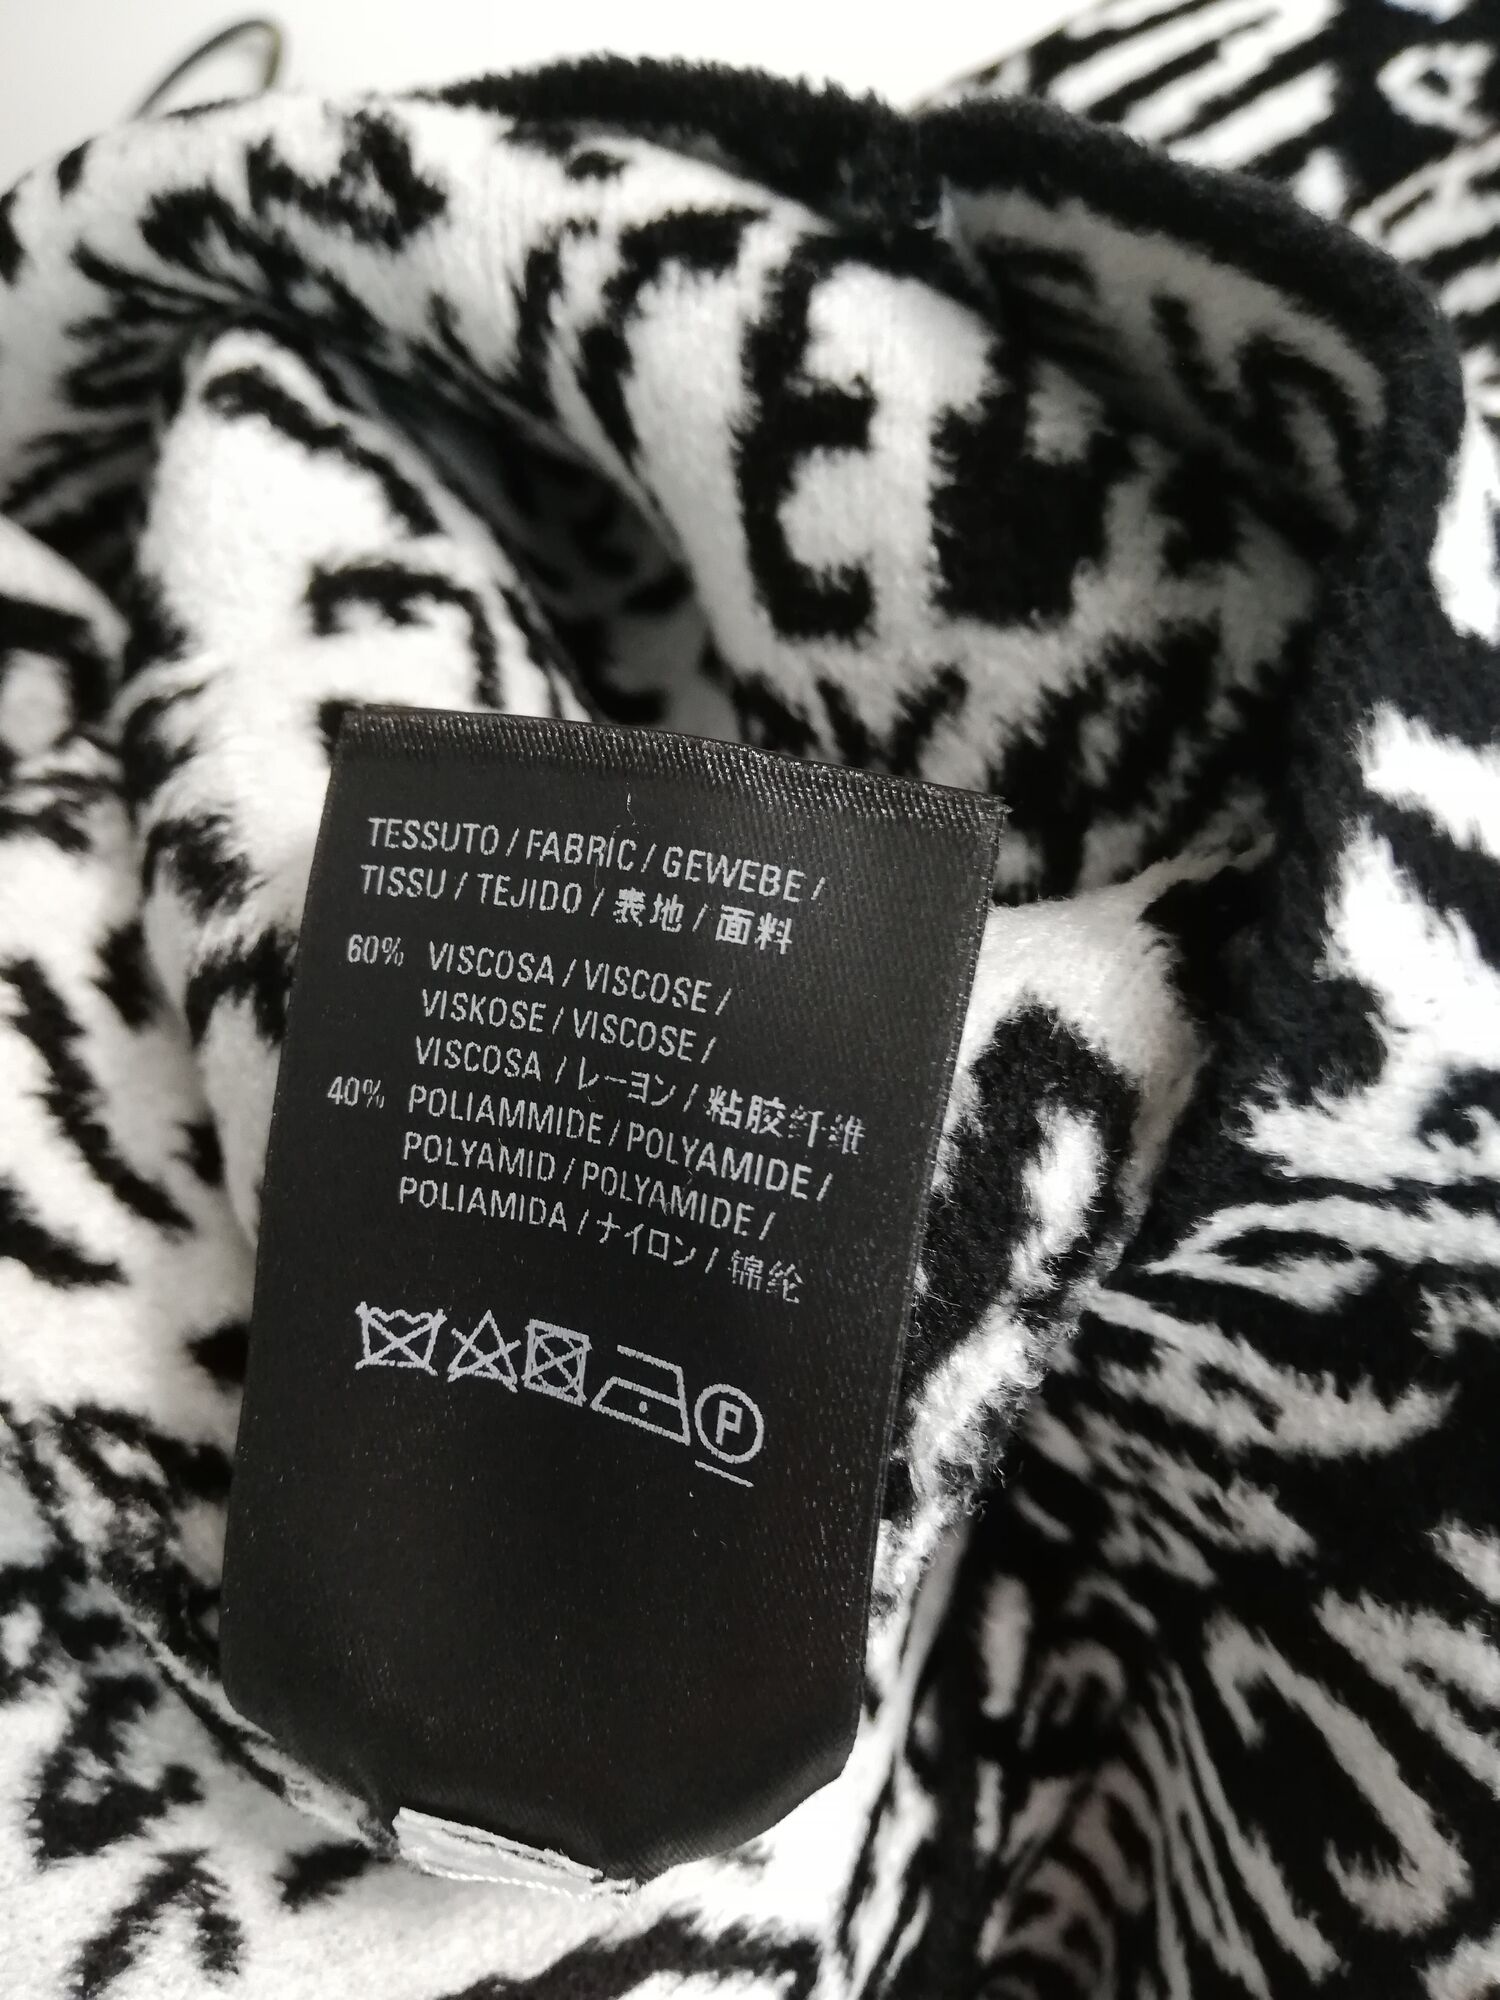 TESSUTO / FABRIC / GEWEBE /
TISSU / TEJIDO / 表地 / 面料
60% VISCOSA / VISCOSE /
VISKOSE / VISCOSE /
VISCOSA / レーヨン / 粘胶纤维
40% POLIAMMIDE / POLYAMIDE /
POLYAMID / POLYAMIDE /
POLIAMIDA / ナイロン / 锦纶
P